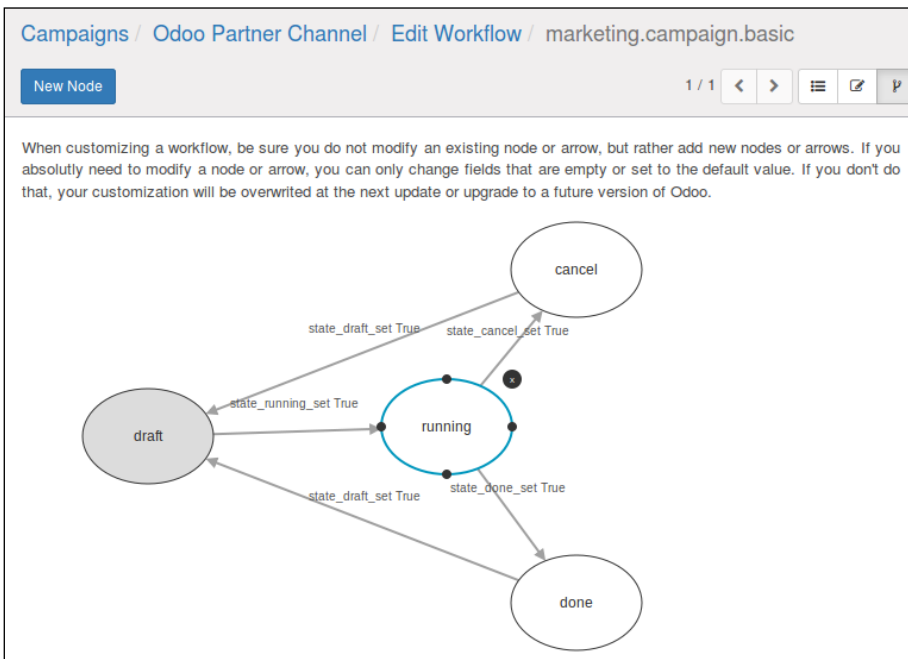 Campaigns / Odoo Partner Channel / Edit Workflow / marketing.campaign.basic
New Node
1 / 1
When customizing a workflow, be sure you do not modify an existing node or arrow, but rather add new nodes or arrows. If you
absolutly need to modify a node or arrow, you can only change fields that are empty or set to the default value. If you don't do
that, your customization will be overwrited at the next update or upgrade to a future version of Odoo.
cancel
state_draft_set True
state_cancel_set True
x
state_running_set True
running
draft
state_draft_set True
state_done_set True
done